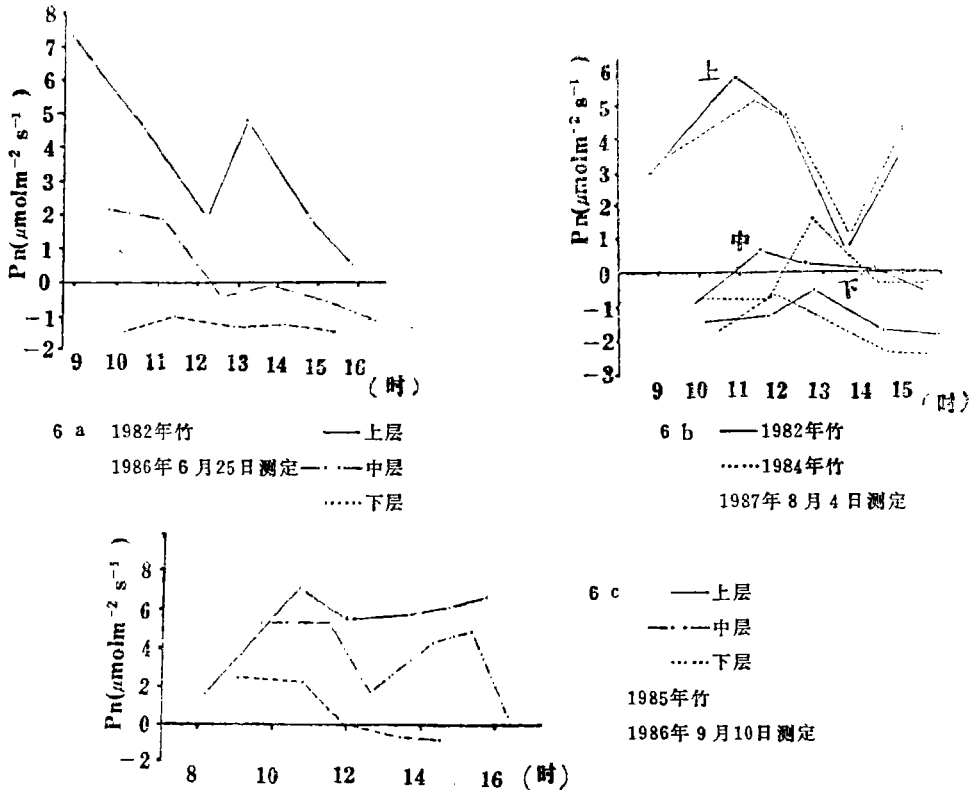 Pn(μmolm⁻² s⁻¹)
8
7
6
5
4
3
2
1
0
−1
−2
9 10 11 12 13 14 15 16
(时)
6 a 1982年竹 上层
1986年6月25日测定 中层
下层
Pn(μmolm⁻² s⁻¹)
6
5
4
3
2
1
0
−1
−2
−3
上
中
下
9 10 11 12 13 14 15
(时)
6 b 1982年竹
1984年竹
1987年8月4日测定
Pn(μmolm⁻² s⁻¹)
8
6
4
2
0
−2
8 10 12 14 16 (时)
6 c 上层
中层
下层
1985年竹
1986年9月10日测定